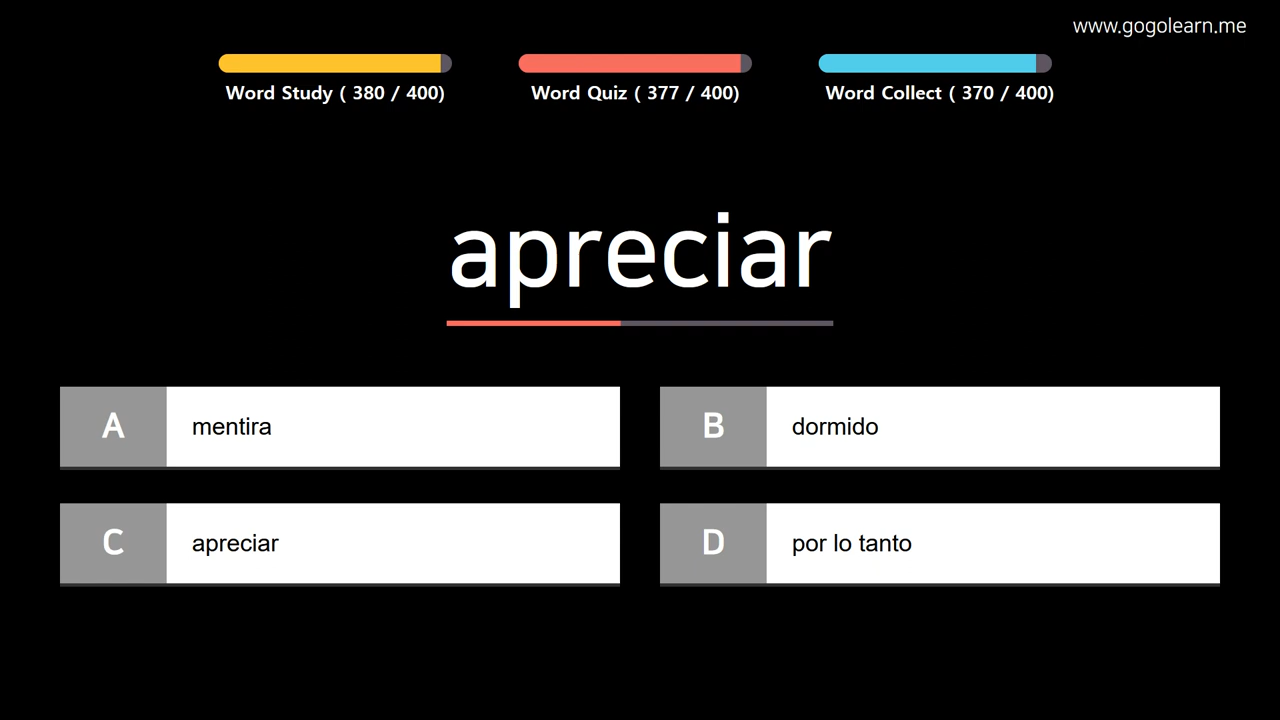 www.gogolearn.me
Word Study ( 380 / 400)
Word Quiz ( 377 / 400)
Word Collect ( 370 / 400)
apreciar
A mentira
B dormido
C apreciar
D por lo tanto